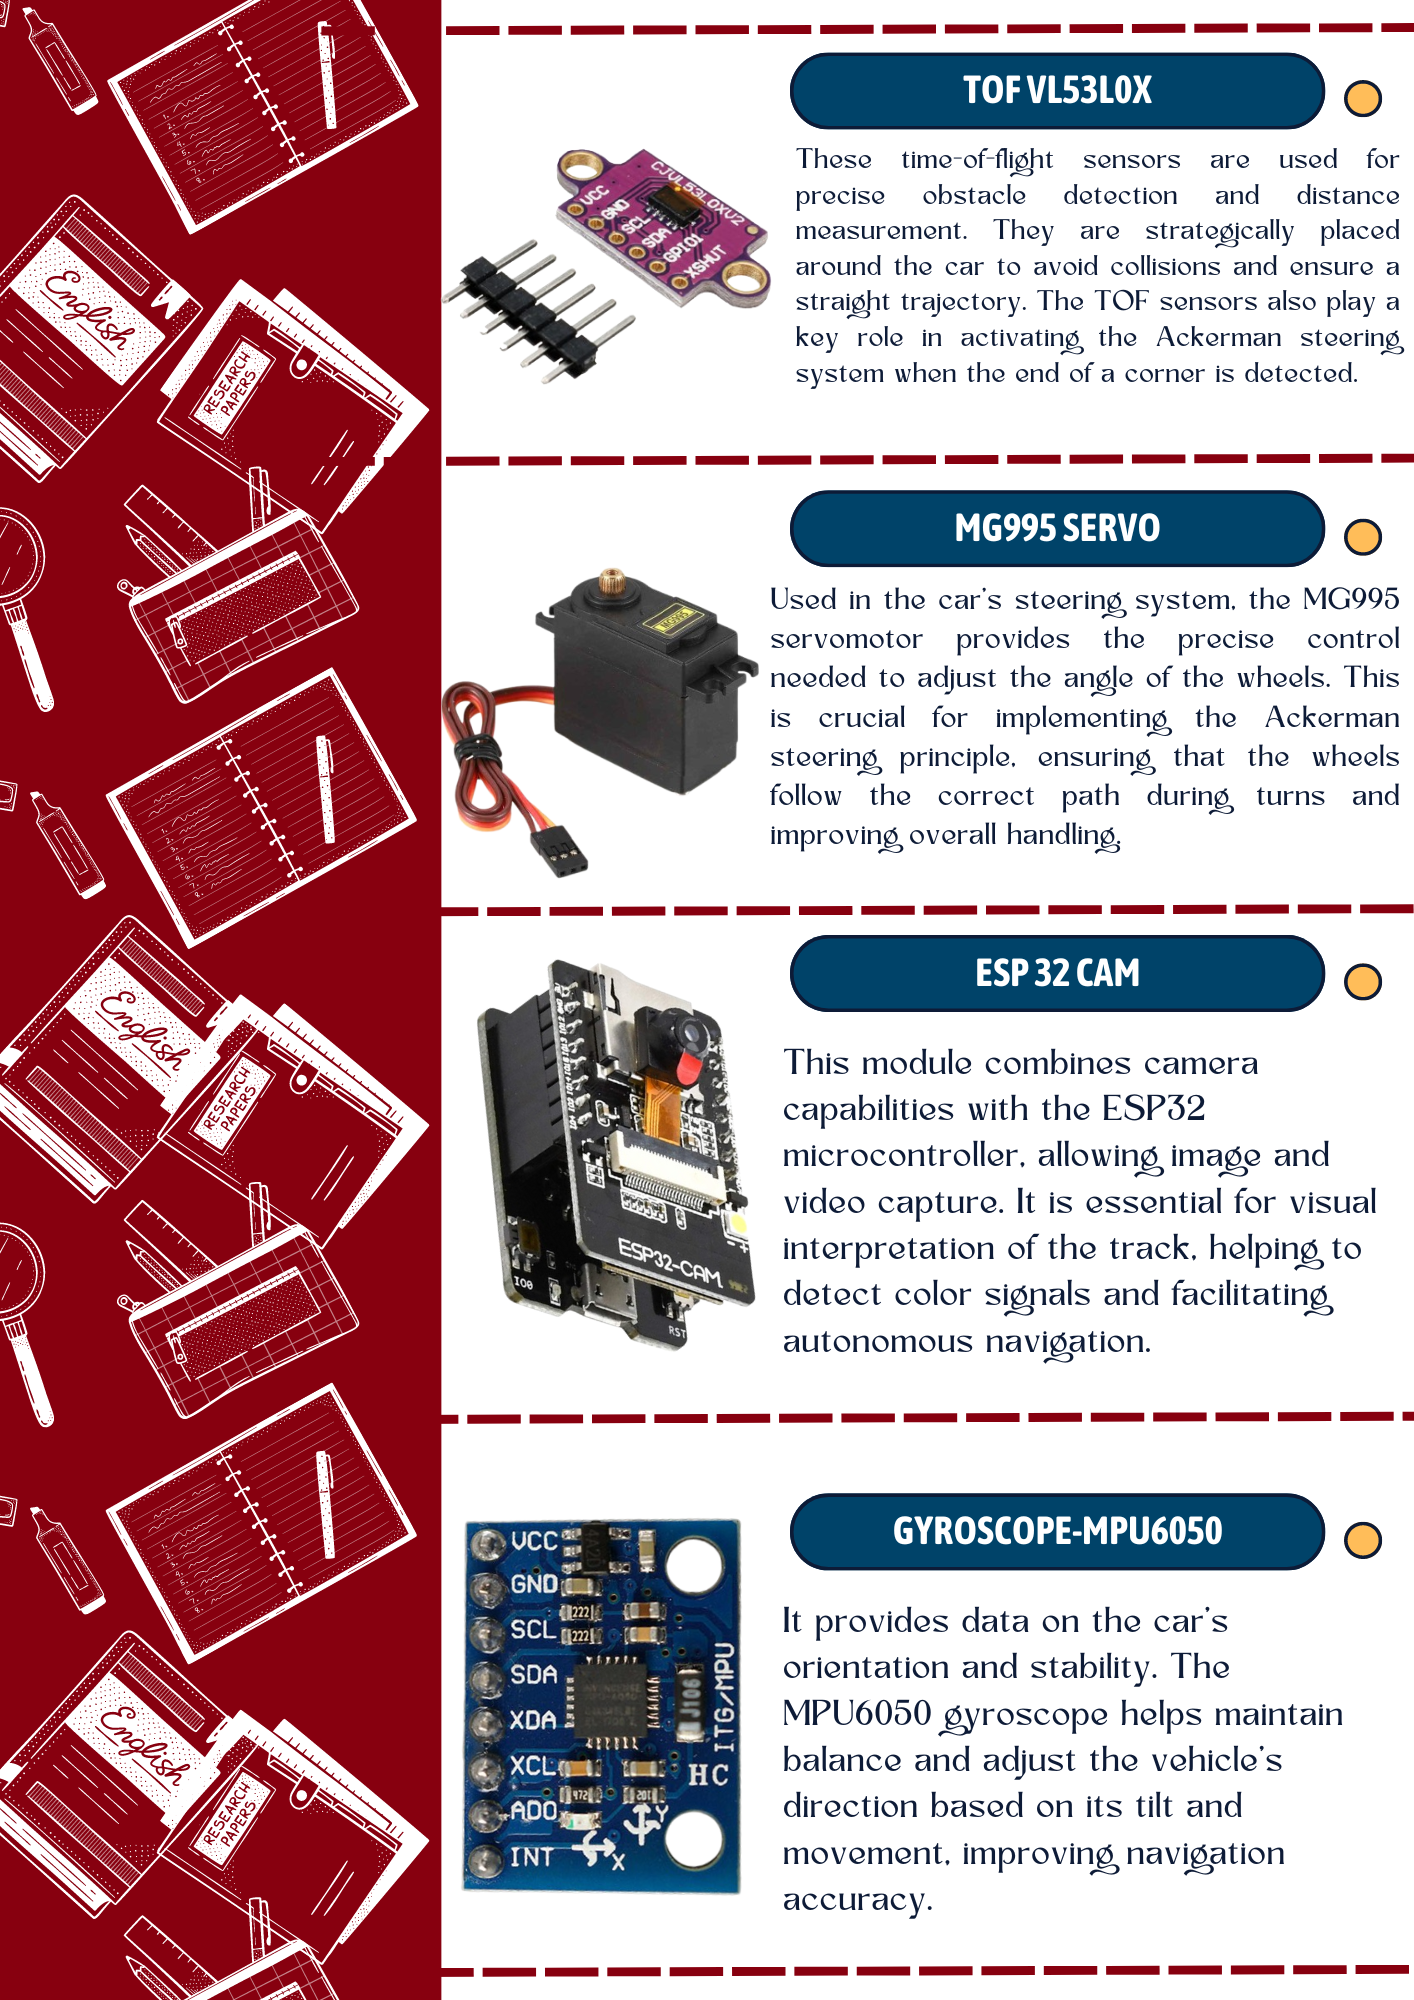 TOF VL53L0X
These time-of-flight sensors are used for
precise obstacle detection and distance
measurement. They are strategically placed
around the car to avoid collisions and ensure a
straight trajectory. The TOF sensors also play a
key role in activating the Ackerman steering
system when the end of a corner is detected.
CJVL53L0XV2
VCC
GND
SCL
SDA
GPIO1
XSHUT
MG995 SERVO
Used in the car's steering system, the MG995
servomotor provides the precise control
needed to adjust the angle of the wheels. This
is crucial for implementing the Ackerman
steering principle, ensuring that the wheels
follow the correct path during turns and
improving overall handling.
MG995
ESP 32 CAM
This module combines camera
capabilities with the ESP32
microcontroller, allowing image and
video capture. It is essential for visual
interpretation of the track, helping to
detect color signals and facilitating
autonomous navigation.
ESP32-CAM
IO0
RST
GYROSCOPE-MPU6050
It provides data on the car's
orientation and stability. The
MPU6050 gyroscope helps maintain
balance and adjust the vehicle's
direction based on its tilt and
movement, improving navigation
accuracy.
VCC
GND
SCL
SDA
XDA
XCL
ADO
INT
222
222
J106
ITG/MPU
HC
472
201
Y
X
English
RESEARCH
PAPERS
English
RESEARCH
PAPERS
English
RESEARCH
PAPERS